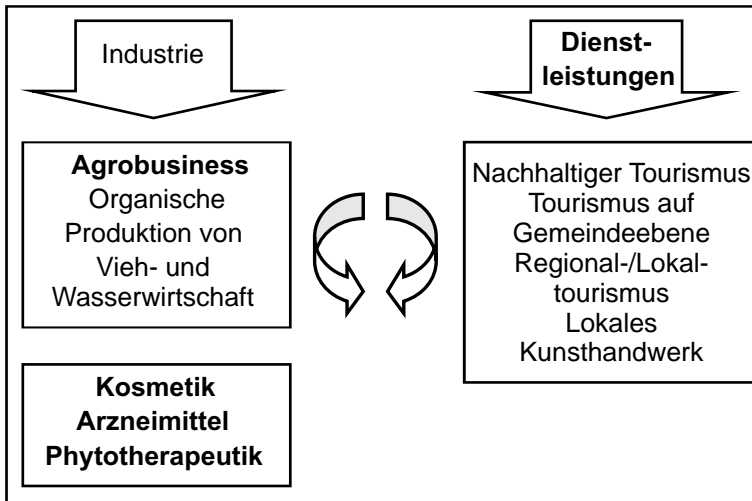 Industrie
Agrobusiness
Organische
Produktion von
Vieh- und
Wasserwirtschaft
Kosmetik
Arzneimittel
Phytotherapeutik
Dienst-
leistungen
Nachhaltiger Tourismus
Tourismus auf
Gemeindeebene
Regional-/Lokal-
tourismus
Lokales
Kunsthandwerk